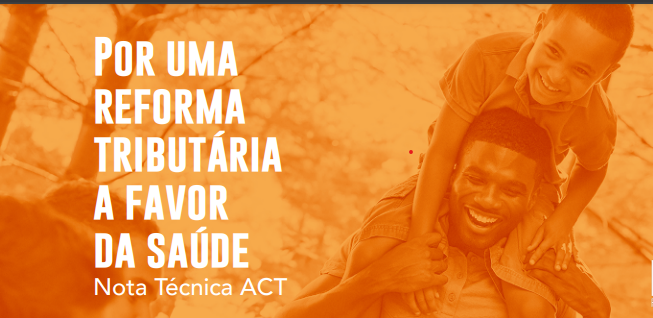 Por uma
reforma
tributária
a favor
da saúde
Nota Técnica ACT